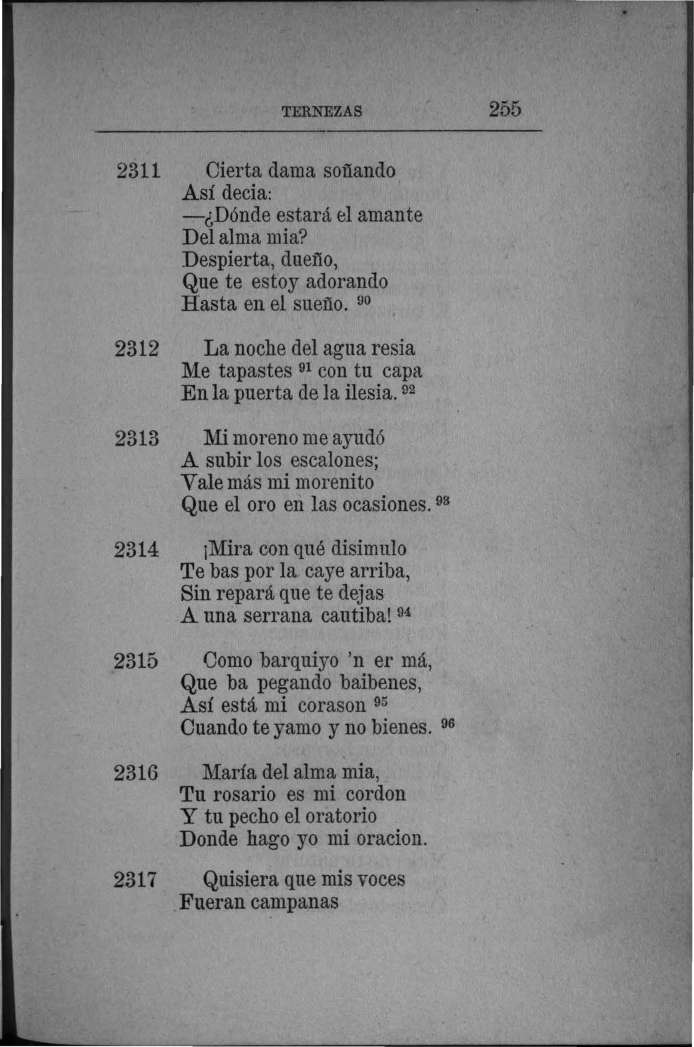 TERNEZAS 255
2311 Cierta dama soñando
Así decia:
—¿Dónde estará el amante
Del alma mia?
Despierta, dueño,
Que te estoy adorando
Hasta en el sueño. 90
2312 La noche del agua resia
Me tapastes 91 con tu capa
En la puerta de la ilesia. 92
2313 Mi moreno me ayudó
A subir los escalones;
Vale más mi morenito
Que el oro en las ocasiones. 93
2314 ¡Mira con qué disimulo
Te bas por la caye arriba,
Sin repará que te dejas
A una serrana cautiba! 94
2315 Como barquiyo 'n er má,
Que ba pegando baibenes,
Así está mi corason 95
Cuando te yamo y no bienes. 96
2316 María del alma mia,
Tu rosario es mi cordon
Y tu pecho el oratorio
Donde hago yo mi oracion.
2317 Quisiera que mis voces
Fueran campanas